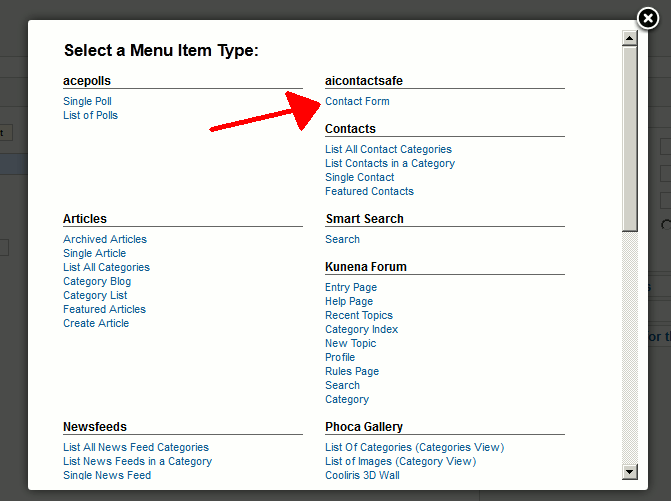 Select a Menu Item Type:
acepolls
Single Poll
List of Polls
aicontactsafe
Contact Form
Contacts
List All Contact Categories
List Contacts in a Category
Single Contact
Featured Contacts
Articles
Archived Articles
Single Article
List All Categories
Category Blog
Category List
Featured Articles
Create Article
Smart Search
Search
Kunena Forum
Entry Page
Help Page
Recent Topics
Category Index
New Topic
Profile
Rules Page
Search
Category
Newsfeeds
List All News Feed Categories
List News Feeds in a Category
Single News Feed
Phoca Gallery
List Of Categories (Categories View)
List of Images (Category View)
Cooliris 3D Wall